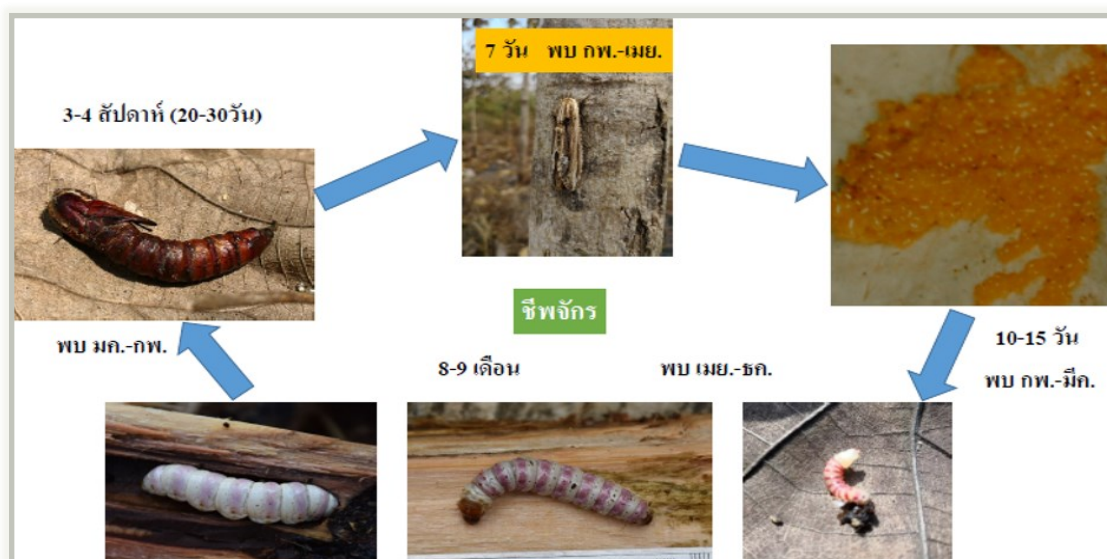 7 วัน พบ กพ.-เมย.
3-4 สัปดาห์ (20-30วัน)
ชีพจักร
พบ มค.-กพ.
8-9 เดือน
พบ เมย.-ธค.
10-15 วัน
พบ กพ.-มีค.